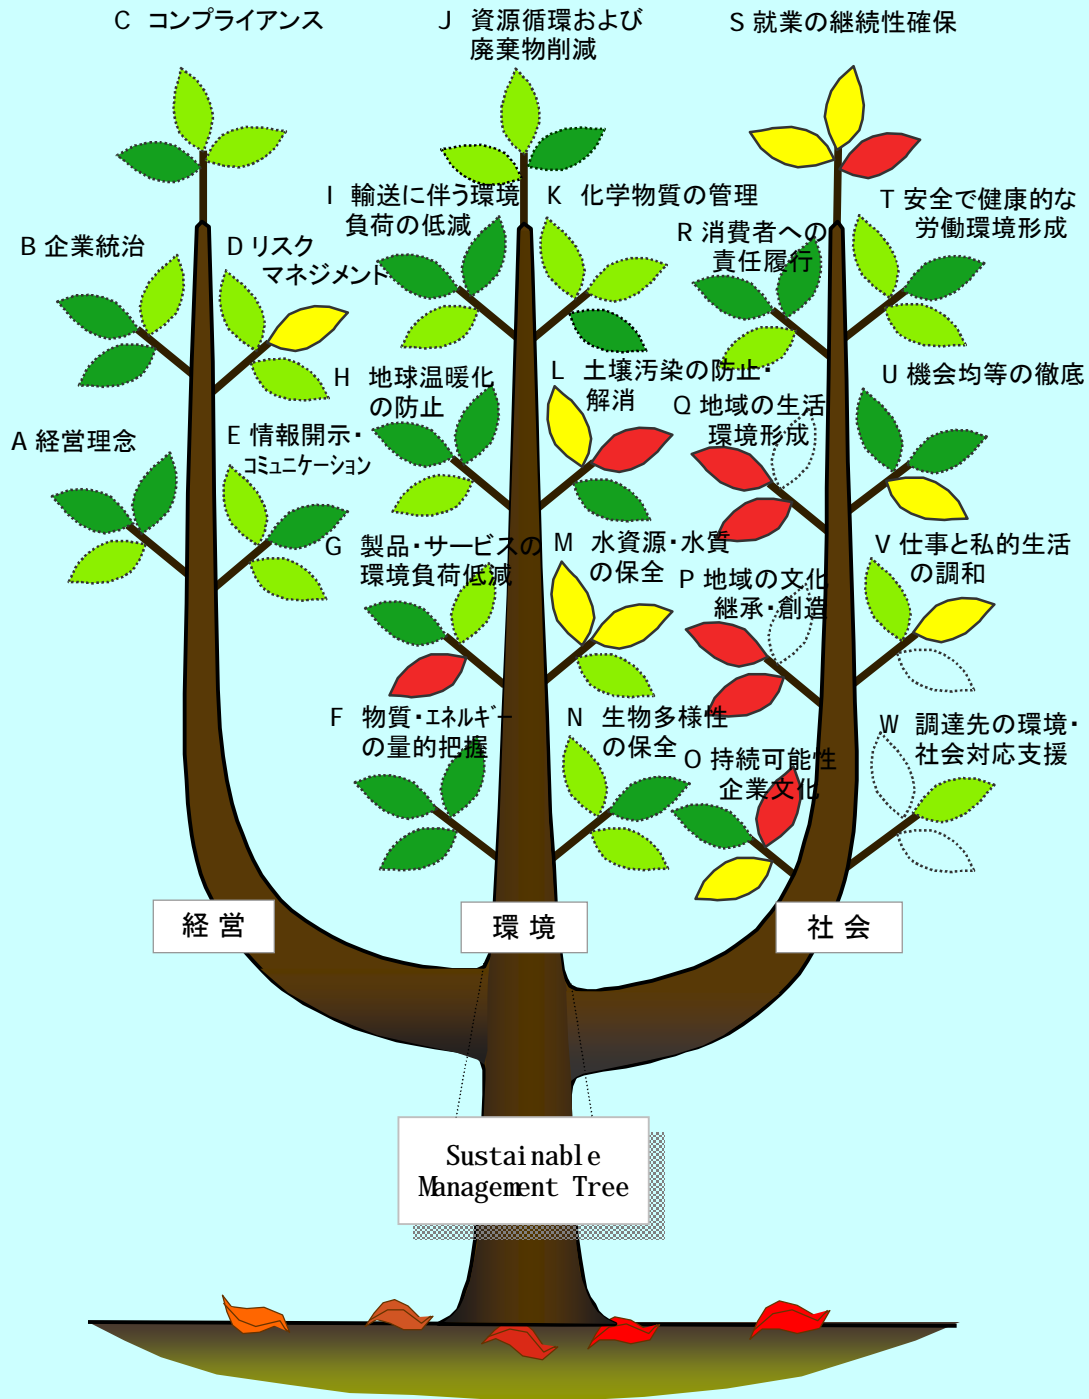 C コンプライアンス
J 資源循環および
廃棄物削減
S 就業の継続性確保
I 輸送に伴う環境
負荷の低減
K 化学物質の管理
T 安全で健康的な
労働環境形成
B 企業統治
D リスク
マネジメント
R 消費者への
責任履行
H 地球温暖化
の防止
L 土壌汚染の防止・
解消
Q 地域の生活
環境形成
U 機会均等の徹底
A 経営理念
E 情報開示・
ｺﾐｭﾆケーション
G 製品・サービスの
環境負荷低減
M 水資源・水質
の保全
P 地域の文化
継承・創造
V 仕事と私的生活
の調和
F 物質・ｴﾈﾙｷﾞｰ
の量的把握
N 生物多様性
の保全
O 持続可能性
企業文化
W 調達先の環境・
社会対応支援
経 営
環 境
社 会
Sustainable
Management Tree